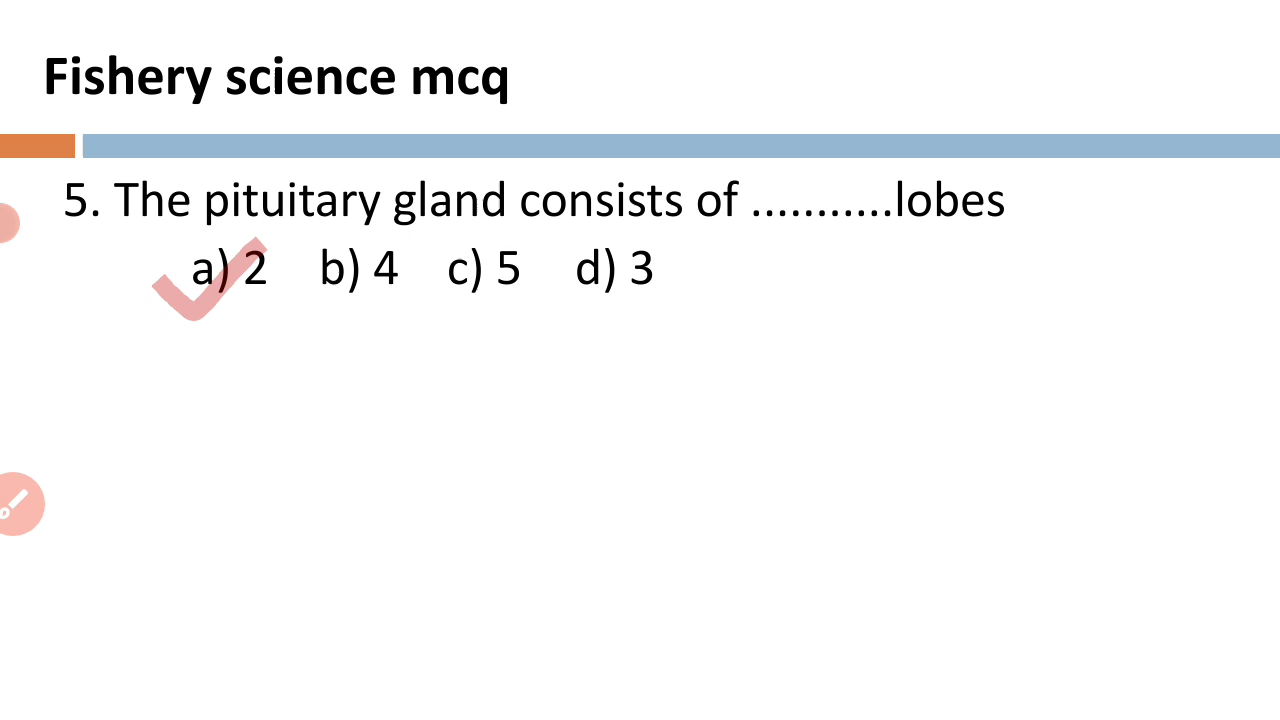 Fishery science mcq
5. The pituitary gland consists of ...........lobes
a) 2 b) 4 c) 5 d) 3